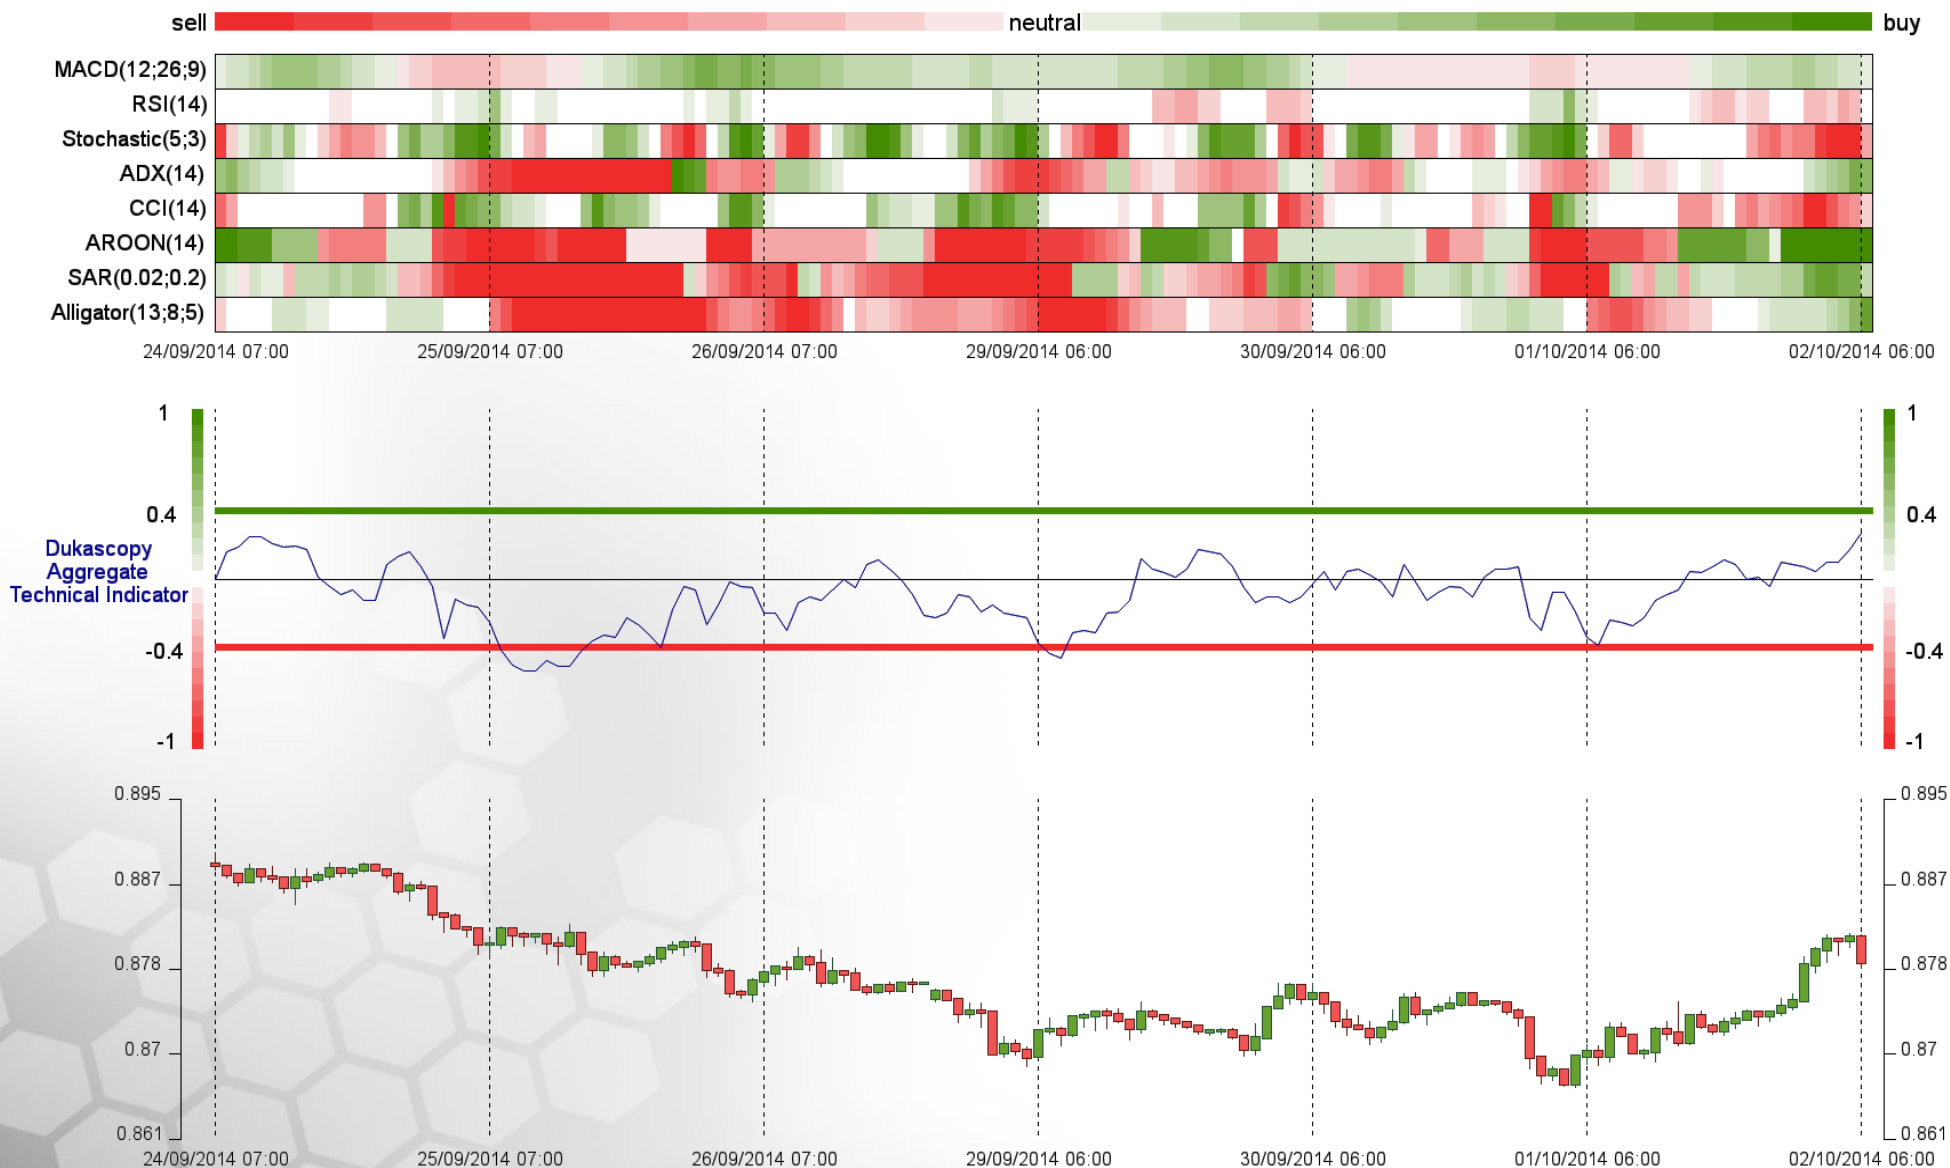 sell neutral buy
MACD(12;26;9)
RSI(14)
Stochastic(5;3)
ADX(14)
CCI(14)
AROON(14)
SAR(0.02;0.2)
Alligator(13;8;5)
24/09/2014 07:00 25/09/2014 07:00 26/09/2014 07:00 29/09/2014 06:00 30/09/2014 06:00 01/10/2014 06:00 02/10/2014 06:00
1 1
0.4 0.4
Dukascopy
Aggregate
Technical Indicator
-0.4 -0.4
-1 -1
0.895 0.895
0.887 0.887
0.878 0.878
0.87 0.87
0.861 0.861
24/09/2014 07:00 25/09/2014 07:00 26/09/2014 07:00 29/09/2014 06:00 30/09/2014 06:00 01/10/2014 06:00 02/10/2014 06:00